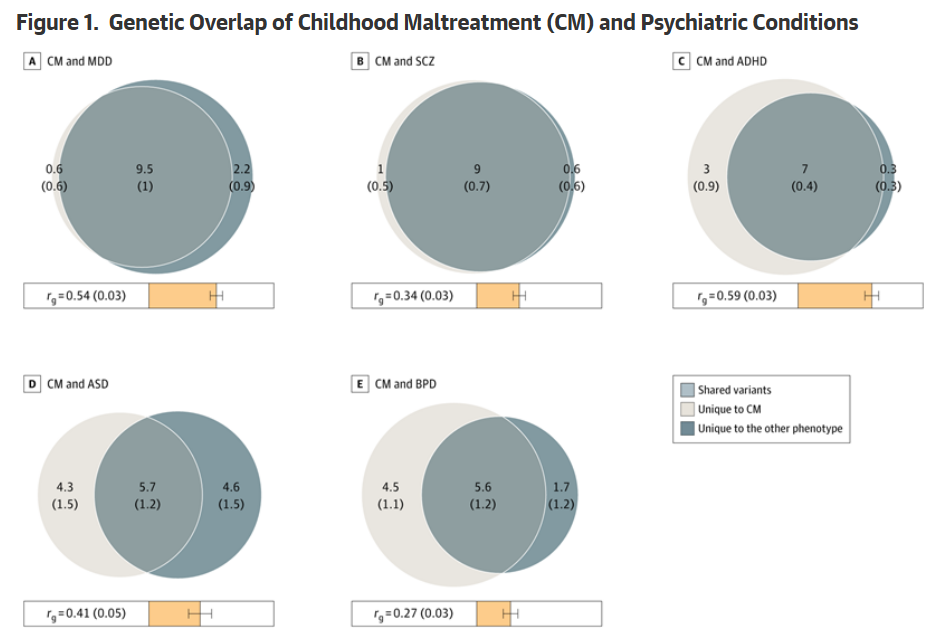 Figure 1. Genetic Overlap of Childhood Maltreatment (CM) and Psychiatric Conditions
A CM and MDD
0.6
(0.6)
9.5
(1)
2.2
(0.9)
rg=0.54 (0.03)
B CM and SCZ
1
(0.5)
9
(0.7)
0.6
(0.6)
rg=0.34 (0.03)
C CM and ADHD
3
(0.9)
7
(0.4)
0.3
(0.3)
rg=0.59 (0.03)
D CM and ASD
4.3
(1.5)
5.7
(1.2)
4.6
(1.5)
rg=0.41 (0.05)
E CM and BPD
4.5
(1.1)
5.6
(1.2)
1.7
(1.2)
rg=0.27 (0.03)
Shared variants
Unique to CM
Unique to the other phenotype